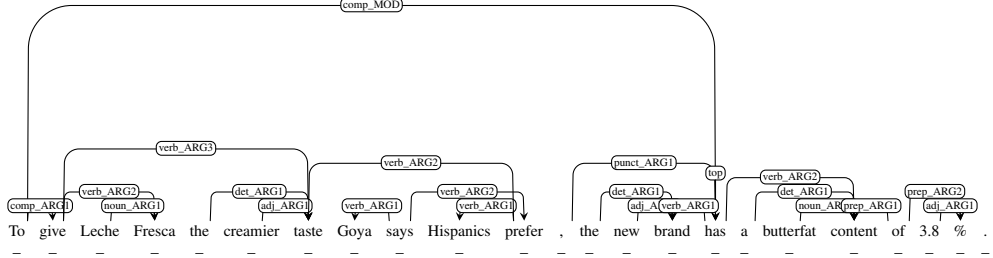 comp_MOD
verb_ARG3
verb_ARG2 punct_ARG1
top
verb_ARG2
verb_ARG2 det_ARG1 verb_ARG2 det_ARG1 det_ARG1 prep_ARG2
comp_ARG1 noun_ARG1 adj_ARG1 verb_ARG1 verb_ARG1 verb_ARG1 prep_ARG1 adj_ARG1
To give Leche Fresca the creamier taste Goya says Hispanics prefer , the new brand has a butterfat content of 3.8 % .
_ _ _ _ _ _ _ _ _ _ _ _ _ _ _ _ _ _ _ _ _ _ _